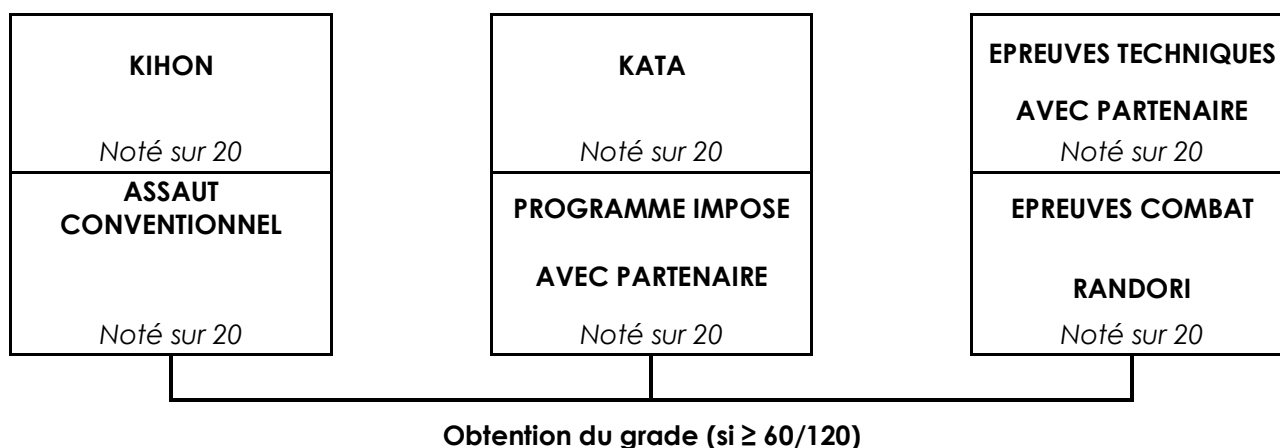 KIHON
Noté sur 20
ASSAUT
CONVENTIONNEL
Noté sur 20
KATA
Noté sur 20
PROGRAMME IMPOSE
AVEC PARTENAIRE
Noté sur 20
EPREUVES TECHNIQUES
AVEC PARTENAIRE
Noté sur 20
EPREUVES COMBAT
RANDORI
Noté sur 20
Obtention du grade (si ≥ 60/120)